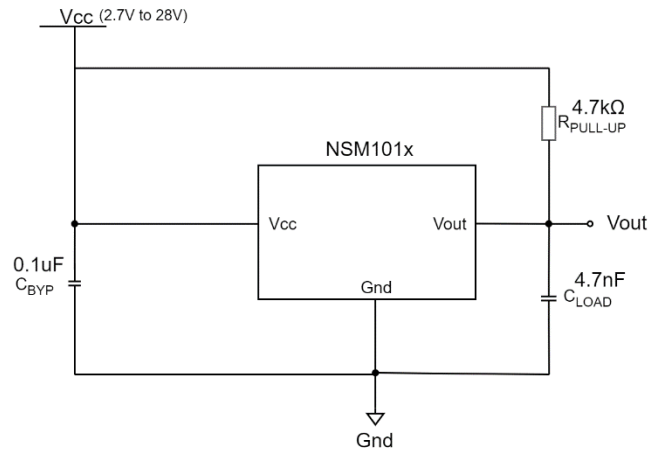 Vcc (2.7V to 28V)
4.7kΩ
RPULL-UP
NSM101x
Vcc
Vout
Vout
0.1uF
CBYP
Gnd
4.7nF
CLOAD
Gnd